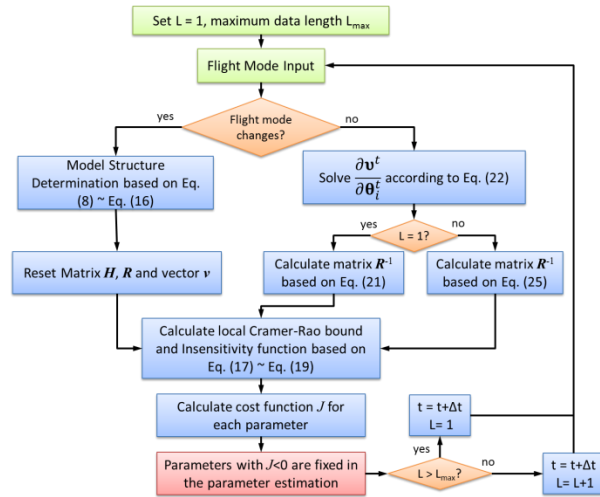 Set L = 1, maximum data length Lmax
Flight Mode Input
yes
Flight mode
changes?
no
Model Structure
Determination based on Eq.
(8) ~ Eq. (16)
Solve ∂υᵗ/∂θᵢᵗ according to Eq. (22)
yes
L = 1?
no
Reset Matrix H, R and vector v
Calculate matrix R⁻¹
based on Eq. (21)
Calculate matrix R⁻¹
based on Eq. (25)
Calculate local Cramer-Rao bound
and Insensitivity function based on
Eq. (17) ~ Eq. (19)
Calculate cost function J for
each parameter
t = t+Δt
L= 1
Parameters with J<0 are fixed in
the parameter estimation
yes
L > Lmax?
no
t = t+Δt
L= L+1